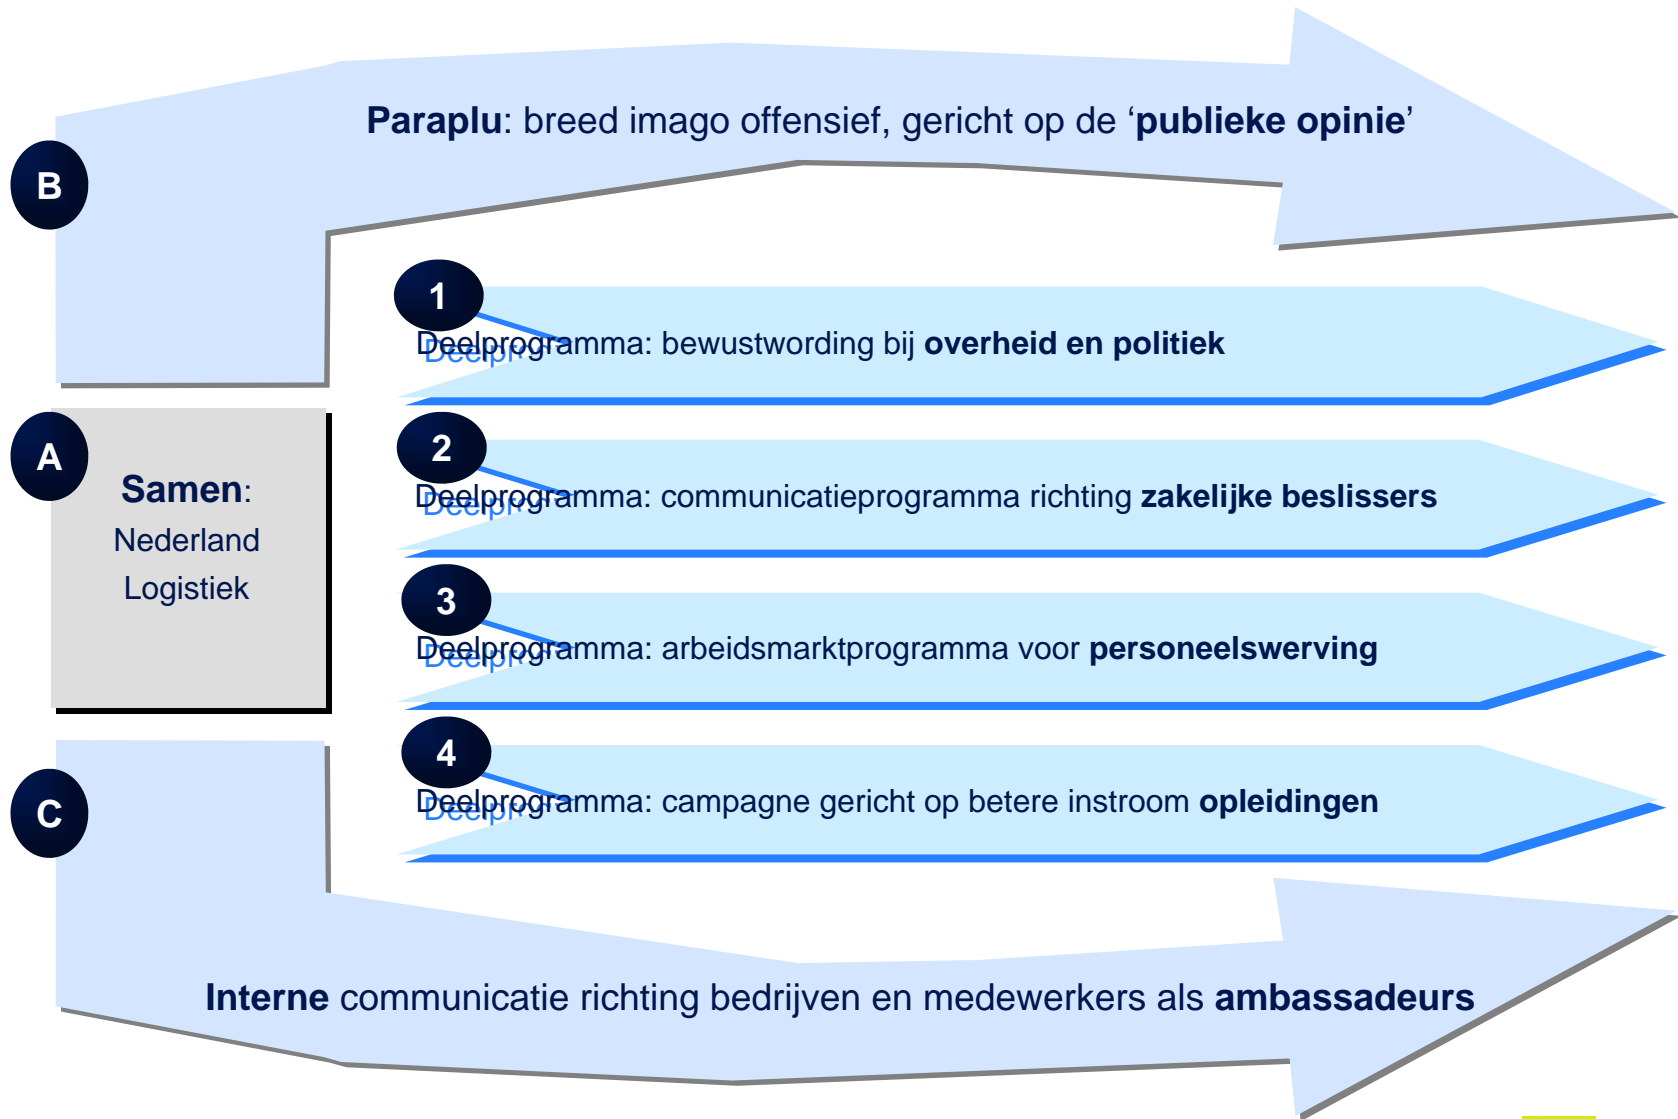 Paraplu: breed imago offensief, gericht op de ‘publieke opinie’
B
1
Deelprogramma: bewustwording bij overheid en politiek
A
Samen:
Nederland
Logistiek
2
Deelprogramma: communicatieprogramma richting zakelijke beslissers
3
Deelprogramma: arbeidsmarktprogramma voor personeelswerving
4
Deelprogramma: campagne gericht op betere instroom opleidingen
C
Interne communicatie richting bedrijven en medewerkers als ambassadeurs